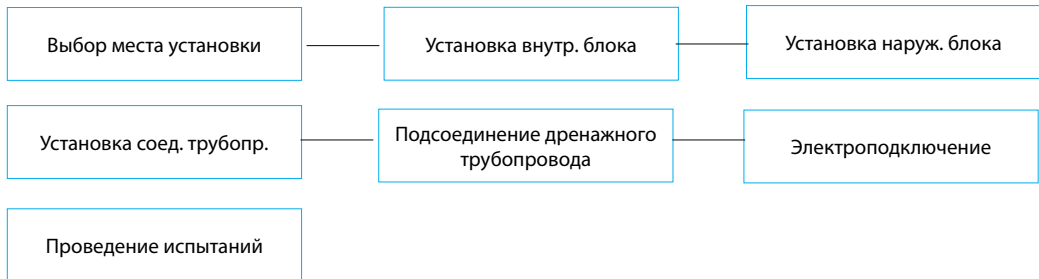 Выбор места установки
Установка внутр. блока
Установка наруж. блока
Установка соед. трубопр.
Подсоединение дренажного
трубопровода
Электроподключение
Проведение испытаний